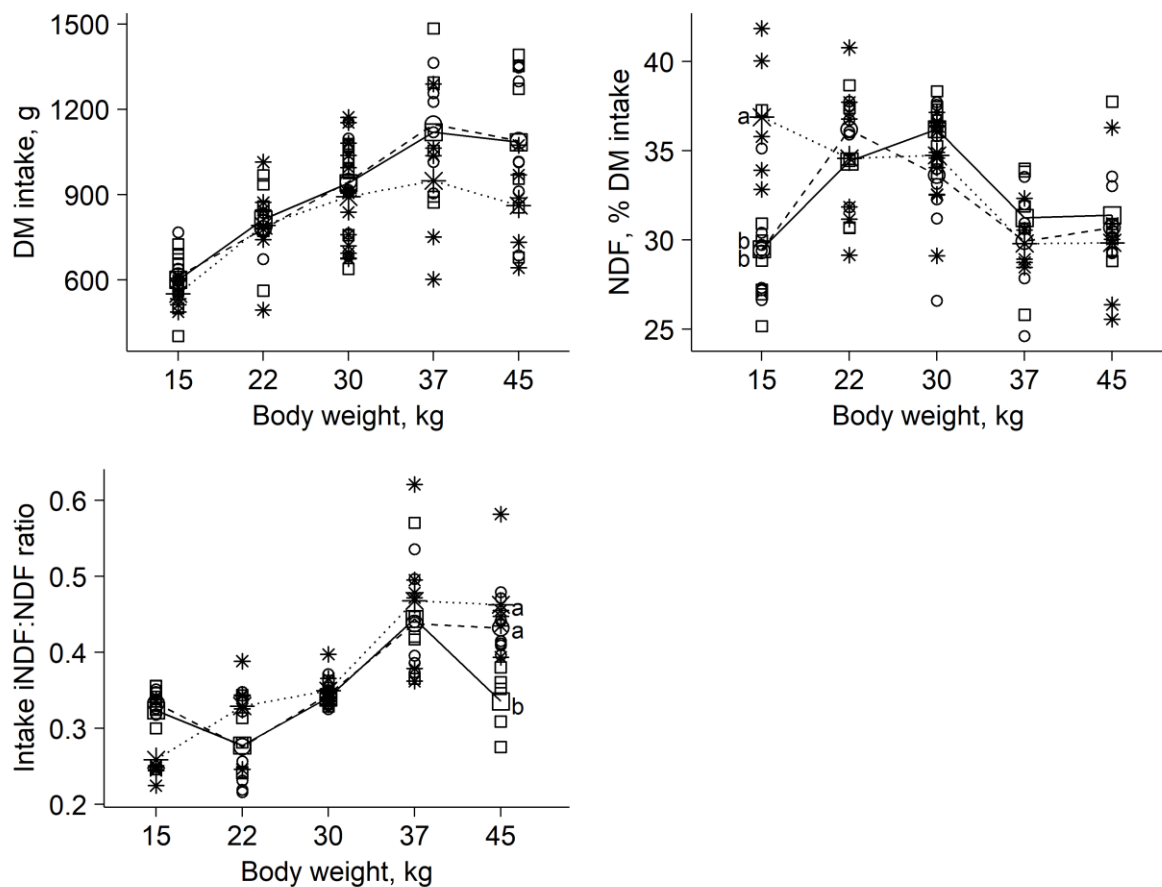 DM intake, g
1500
1200
900
600
15 22 30 37 45
Body weight, kg
NDF, % DM intake
40
35
30
25
a
b
b
15 22 30 37 45
Body weight, kg
Intake iNDF:NDF ratio
0.6
0.5
0.4
0.3
0.2
a
a
b
15 22 30 37 45
Body weight, kg